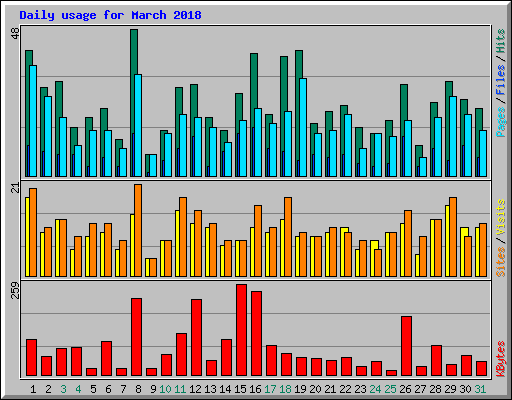 Daily usage for March 2018
48
Pages/Files/Hits
21
Sites/Visits
259
KBytes
1 2 3 4 5 6 7 8 9 10 11 12 13 14 15 16 17 18 19 20 21 22 23 24 25 26 27 28 29 30 31